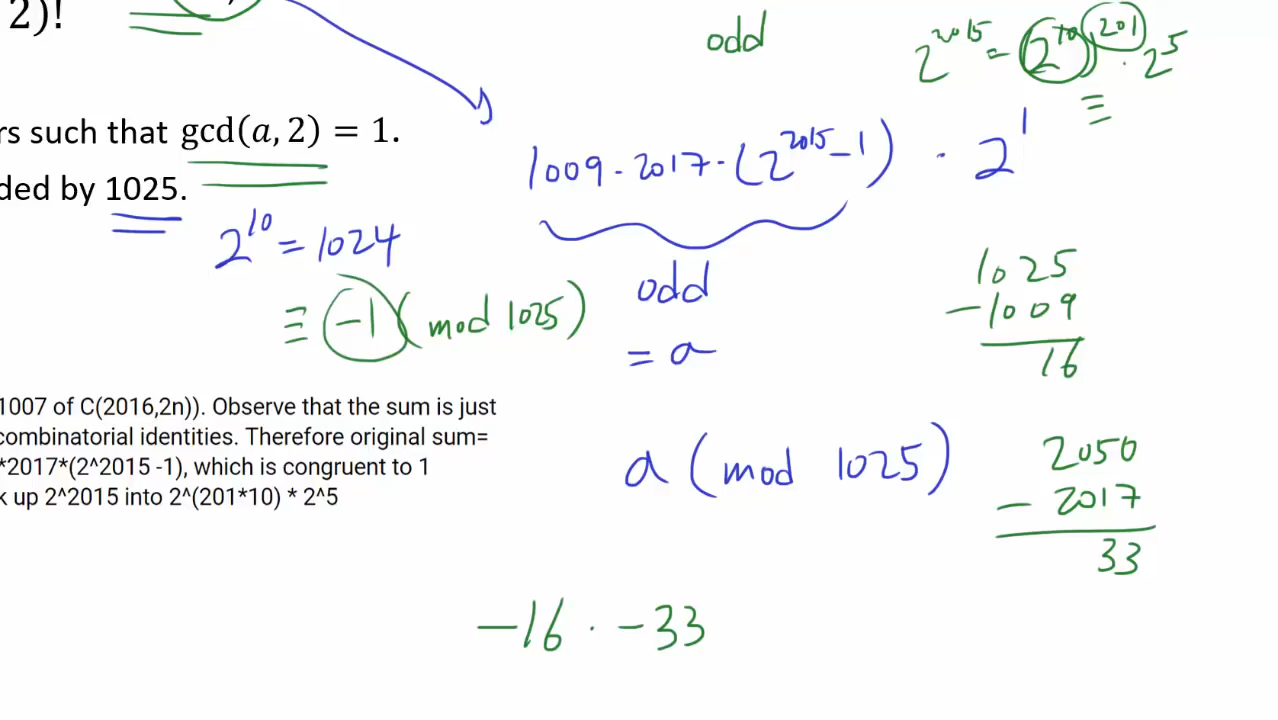 2)!
odd
2^2015 = (2^10)^201 · 2^5
≡
rs such that gcd(a, 2) = 1.
1009 · 2017 · (2^2015 - 1) · 2^1
ded by 1025.
2^10 = 1024
≡ -1 (mod 1025)
odd
= a
1025
- 1009
16
1007 of C(2016,2n)). Observe that the sum is just
combinatorial identities. Therefore original sum=
*2017*(2^2015 -1), which is congruent to 1
k up 2^2015 into 2^(201*10) * 2^5
a (mod 1025)
2050
- 2017
33
-16 · -33